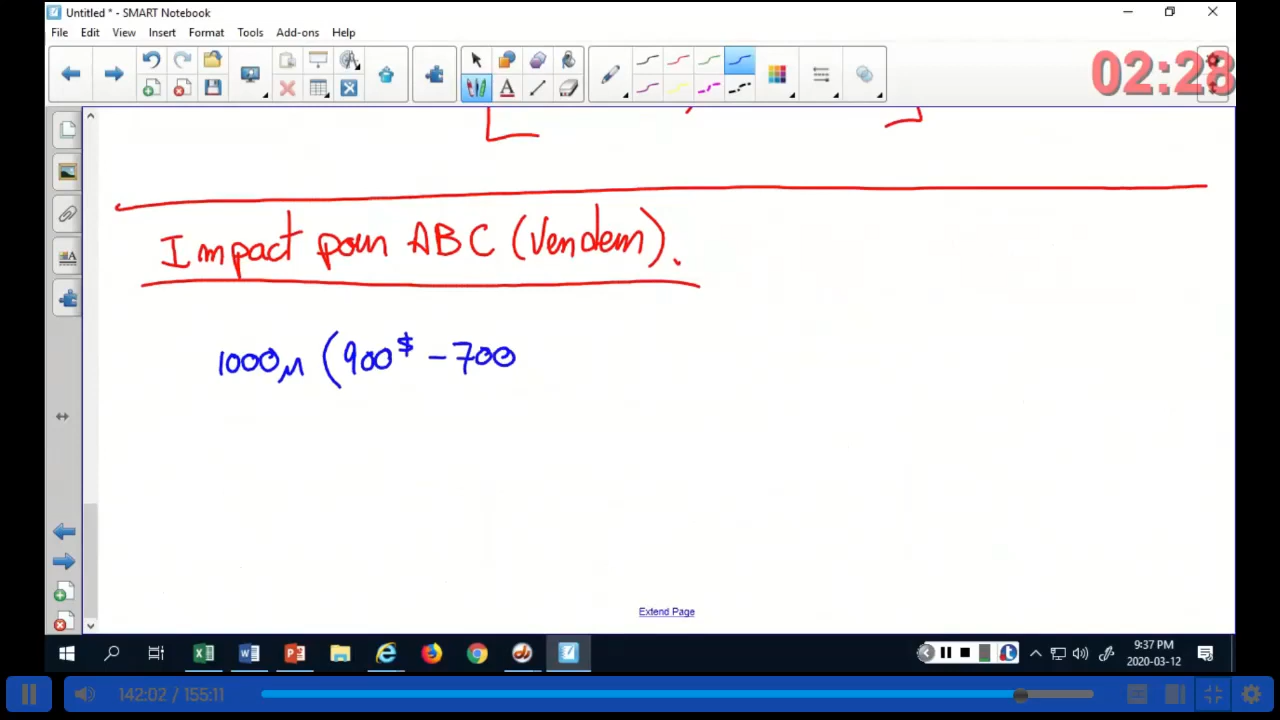 Untitled * - SMART Notebook
File Edit View Insert Format Tools Add-ons Help
02:28
Impact pour ABC (Vendeur).
1000 u (900$ - 700
Extend Page
9:37 PM
2020-03-12
142:02 / 155:11